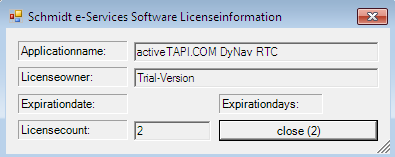 Schmidt e-Services Software Licenseinformation
Applicationname: activeTAPI.COM DyNav RTC
Licenseowner: Trial-Version
Expirationdate: Expirationdays:
Licensecount: 2 close (2)